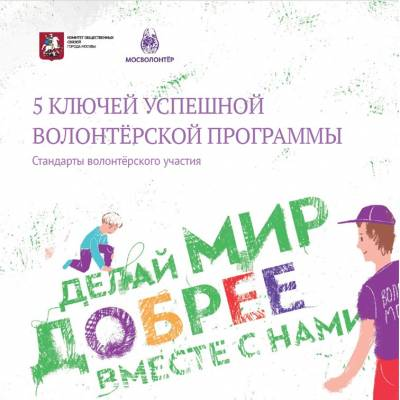 КОМИТЕТ ОБЩЕСТВЕННЫХ
СВЯЗЕЙ
ГОРОДА МОСКВЫ
МОСВОЛОНТЁР
5 КЛЮЧЕЙ УСПЕШНОЙ
ВОЛОНТЁРСКОЙ ПРОГРАММЫ
Стандарты волонтёрского участия
ДЕЛАЙ МИР
ДОБРЕЕ
ВМЕСТЕ С НАМИ